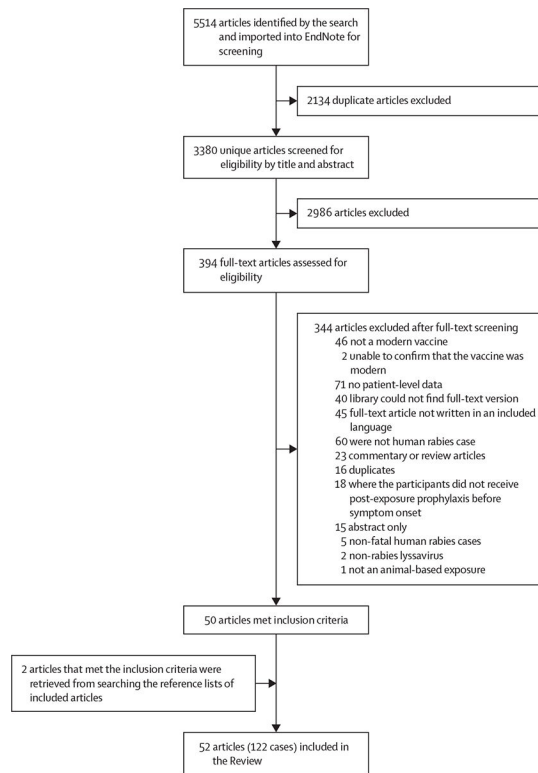 5514 articles identified by the search
and imported into EndNote for
screening
2134 duplicate articles excluded
3380 unique articles screened for
eligibility by title and abstract
2986 articles excluded
394 full-text articles assessed for
eligibility
344 articles excluded after full-text screening
46 not a modern vaccine
2 unable to confirm that the vaccine was
modern
71 no patient-level data
40 library could not find full-text version
45 full-text article not written in an included
language
60 were not human rabies case
23 commentary or review articles
16 duplicates
18 where the participants did not receive
post-exposure prophylaxis before
symptom onset
15 abstract only
5 non-fatal human rabies cases
2 non-rabies lyssavirus
1 not an animal-based exposure
50 articles met inclusion criteria
2 articles that met the inclusion criteria were
retrieved from searching the reference lists of
included articles
52 articles (122 cases) included in
the Review